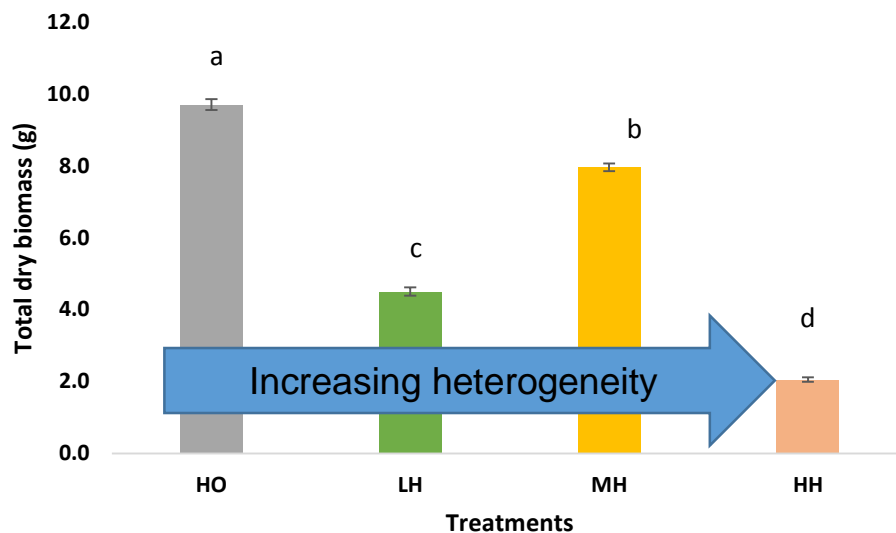 12.0
10.0
8.0
6.0
4.0
2.0
0.0
Total dry biomass (g)
a
c
b
d
Increasing heterogeneity
HO LH MH HH
Treatments